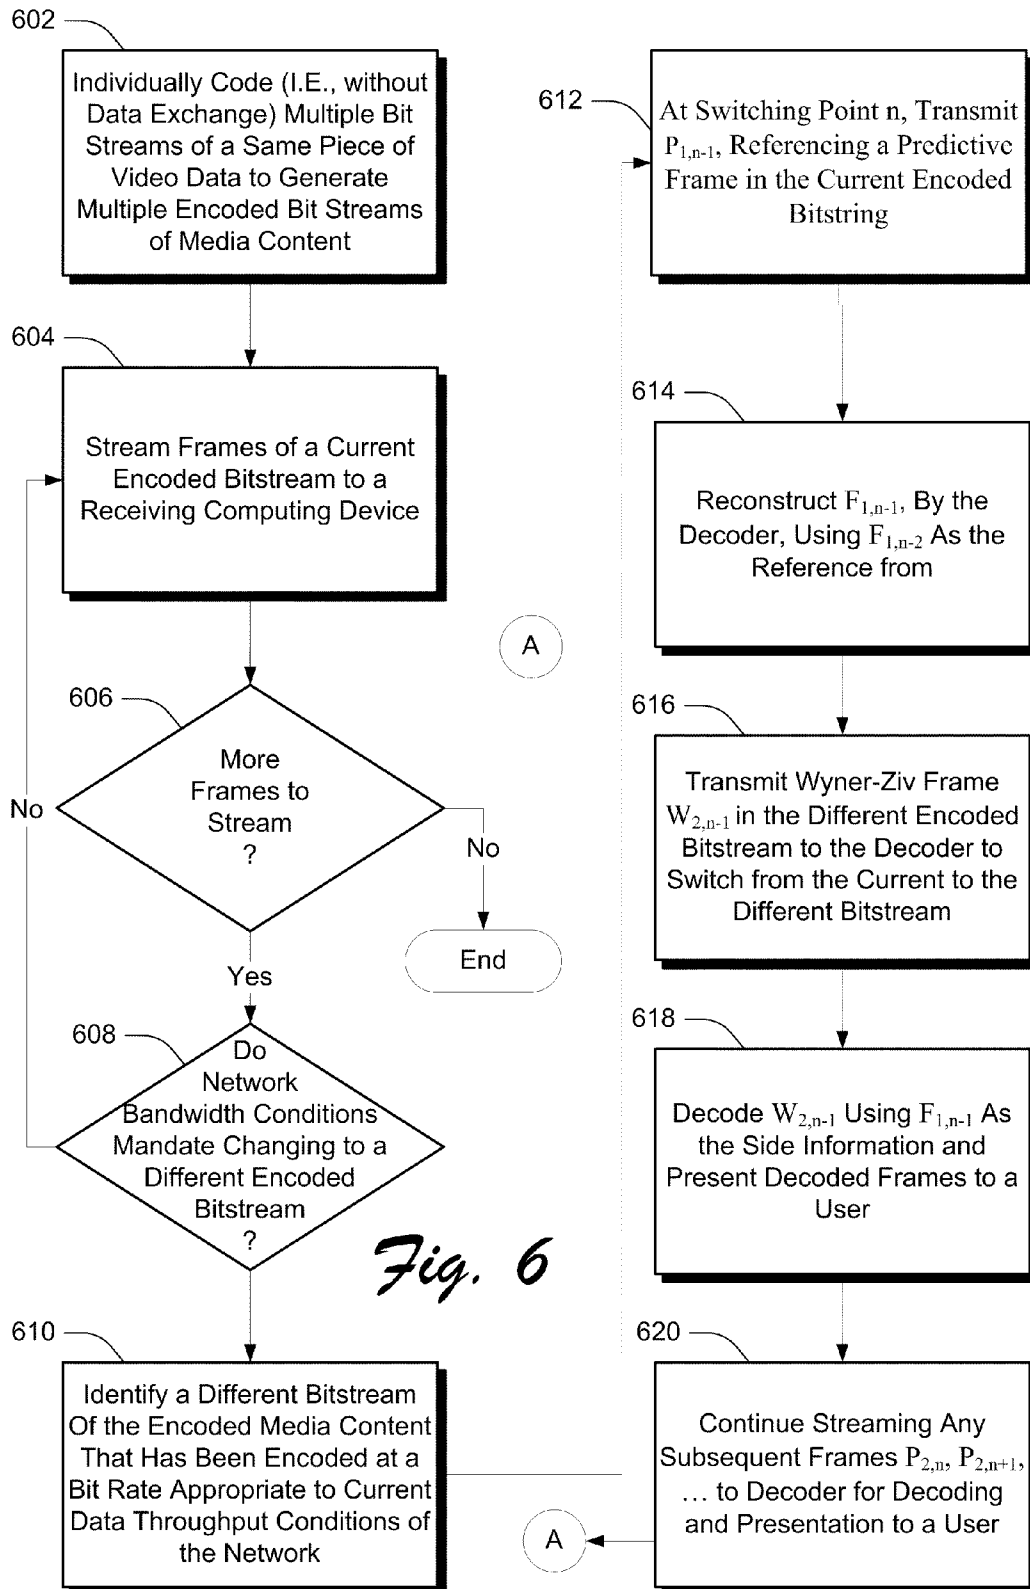 602
Individually Code (I.E., without
Data Exchange) Multiple Bit
Streams of a Same Piece of
Video Data to Generate
Multiple Encoded Bit Streams
of Media Content
604
Stream Frames of a Current
Encoded Bitstream to a
Receiving Computing Device
A
606
More
Frames to
Stream
?
No
No
End
Yes
608
Do
Network
Bandwidth Conditions
Mandate Changing to a
Different Encoded
Bitstream
?
Fig. 6
610
Identify a Different Bitstream
Of the Encoded Media Content
That Has Been Encoded at a
Bit Rate Appropriate to Current
Data Throughput Conditions of
the Network
612
At Switching Point n, Transmit
P1,n-1, Referencing a Predictive
Frame in the Current Encoded
Bitstring
614
Reconstruct F1,n-1, By the
Decoder, Using F1,n-2 As the
Reference from
616
Transmit Wyner-Ziv Frame
W2,n-1 in the Different Encoded
Bitstream to the Decoder to
Switch from the Current to the
Different Bitstream
618
Decode W2,n-1 Using F1,n-1 As
the Side Information and
Present Decoded Frames to a
User
620
Continue Streaming Any
Subsequent Frames P2,n, P2,n+1,
… to Decoder for Decoding
and Presentation to a User
A